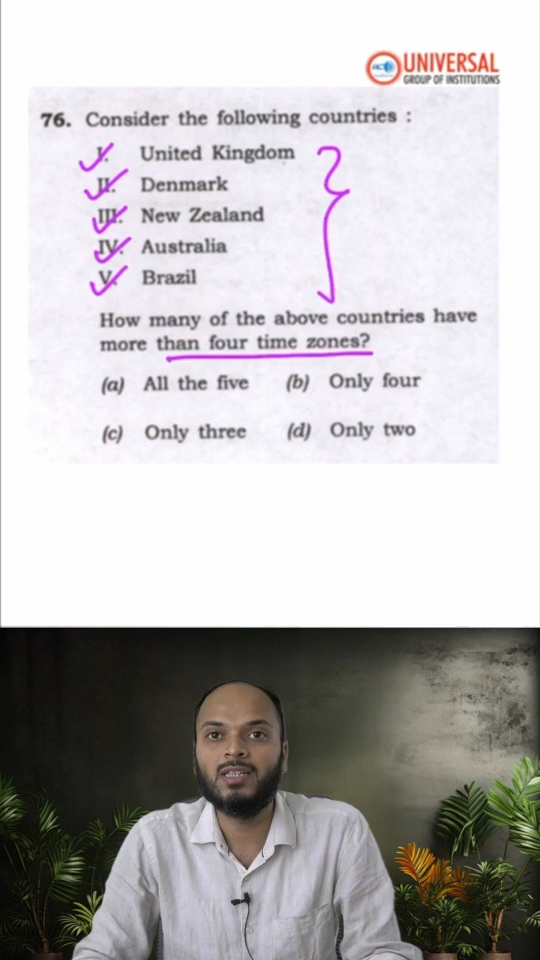 UNIVERSAL
GROUP OF INSTITUTIONS
76. Consider the following countries :
I. United Kingdom
II. Denmark
III. New Zealand
IV. Australia
V. Brazil
How many of the above countries have
more than four time zones?
(a) All the five (b) Only four
(c) Only three (d) Only two